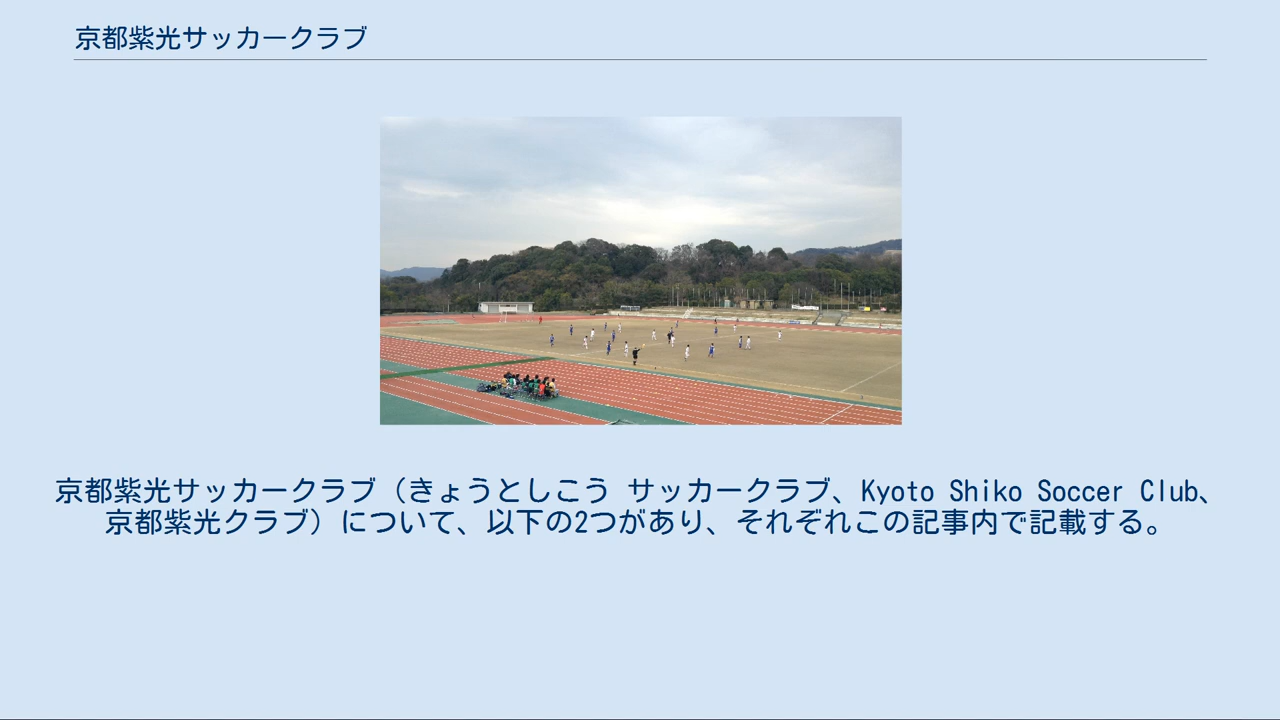 京都紫光サッカークラブ
京都紫光サッカークラブ（きょうとしこう サッカークラブ、Kyoto Shiko Soccer Club、
京都紫光クラブ）について、以下の2つがあり、それぞれこの記事内で記載する。